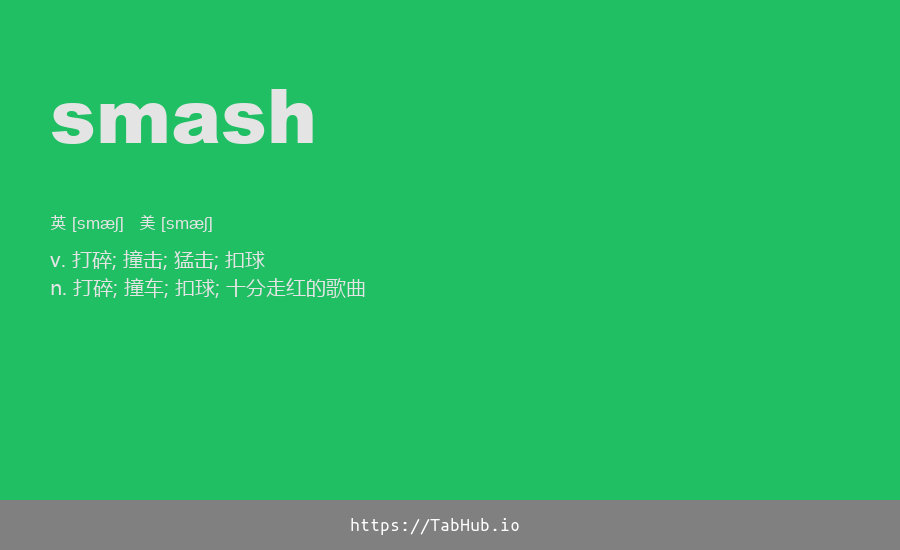 smash
英 [smæʃ] 美 [smæʃ]
v. 打碎; 撞击; 猛击; 扣球
n. 打碎; 撞车; 扣球; 十分走红的歌曲
https://TabHub.io